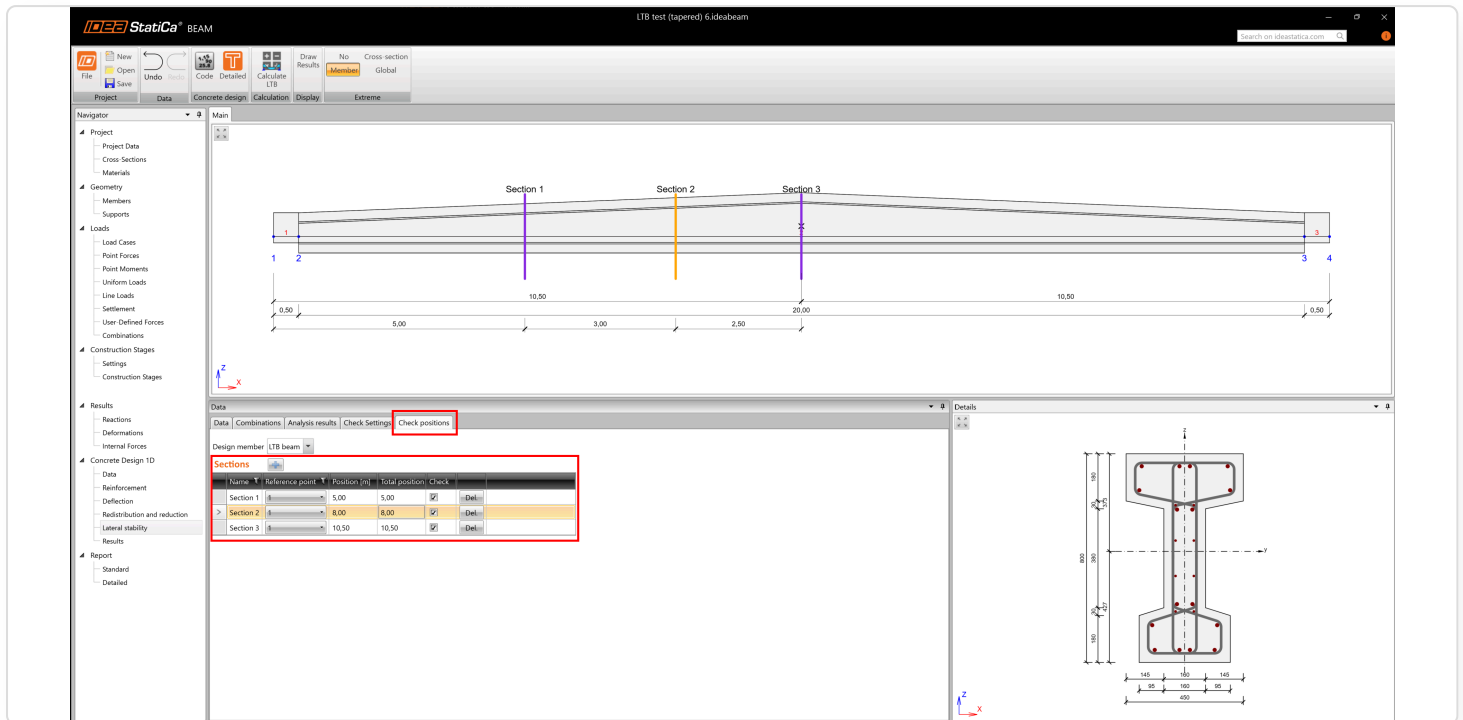 LTB test (tapered) 6.ideabeam
IDEA StatiCa® BEAM
Search on ideastatica.com
File
New
Open
Save
Undo
Redo
Code
Detailed
Calculate
LTB
Draw
Results
No
Cross-section
Member
Global
Project
Data
Concrete design
Calculation
Display
Extreme
Navigator
Project
Project Data
Cross-Sections
Materials
Geometry
Members
Supports
Loads
Load Cases
Point Forces
Point Moments
Uniform Loads
Line Loads
Settlement
User-Defined Forces
Combinations
Construction Stages
Settings
Construction Stages
Results
Reactions
Deformations
Internal Forces
Concrete Design 1D
Data
Reinforcement
Deflection
Redistribution and reduction
Lateral stability
Results
Report
Standard
Detailed
Main
Section 1
Section 2
Section 3
1
3
1 2 3 4
10,50 10,50
0,50 20,00 0,50
5,00 3,00 2,50
Z
X
Data
Data Combinations Analysis results Check Settings Check positions
Design member LTB beam
Sections
Name Reference point Position [m] Total position Check
Section 1 1 5,00 5,00 Del.
> Section 2 1 8,00 8,00 Del.
Section 3 1 10,50 10,50 Del.
Details
z
y
180
30
373
800
380
30
427
180
145 160 145
95 160 95
450
Z
X